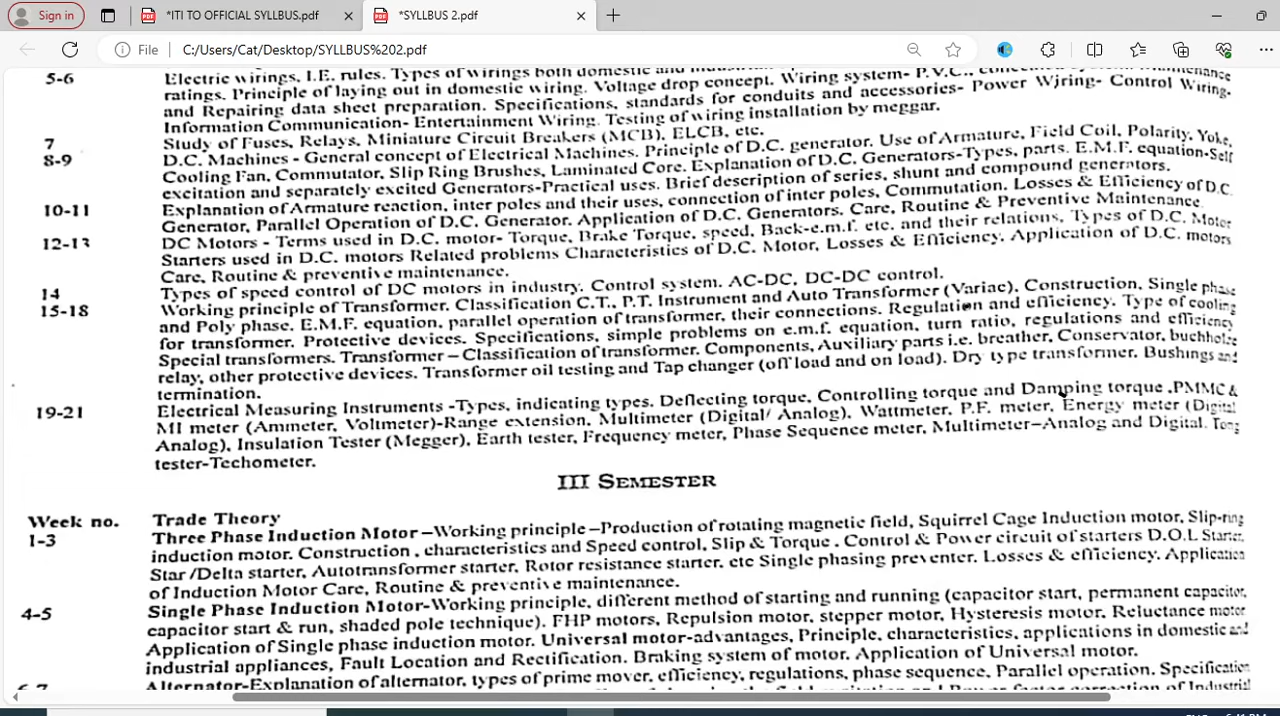 Sign in
*ITI TO OFFICIAL SYLLBUS.pdf
*SYLLBUS 2.pdf
File
C:/Users/Cat/Desktop/SYLLBUS%202.pdf
5-6 Electric wirings, I.E. rules. Types of wirings both domestic and
ratings. Principle of laying out in domestic wiring. Voltage drop concept. Wiring system- P.V.C., Maintenance
and Repairing data sheet preparation. Specifications, standards for conduits and accessories- Power Wiring- Control Wiring-
Information Communication- Entertainment Wiring. Testing of wiring installation by meggar.
7 Study of Fuses, Relays, Miniature Circuit Breakers (MCB), ELCB, etc.
8-9 D.C. Machines - General concept of Electrical Machines. Principle of D.C. generator. Use of Armature, Field Coil, Polarity, Yoke,
Cooling Fan, Commutator, Slip Ring Brushes, Laminated Core. Explanation of D.C. Generators-Types, parts. E.M.F. equation-Self
excitation and separately excited Generators-Practical uses. Brief description of series, shunt and compound generators.
10-11 Explanation of Armature reaction, inter poles and their uses, connection of inter poles, Commutation. Losses & Efficiency of D.C.
Generator, Parallel Operation of D.C. Generator. Application of D.C. Generators. Care, Routine & Preventive Maintenance.
12-13 DC Motors - Terms used in D.C. motor- Torque, Brake Torque, speed, Back-e.m.f. etc. and their relations, Types of D.C. Motor
Starters used in D.C. motors Related problems Characteristics of D.C. Motor, Losses & Efficiency. Application of D.C. motors
Care, Routine & preventive maintenance.
14 Types of speed control of DC motors in industry. Control system. AC-DC, DC-DC control.
15-18 Working principle of Transformer. Classification C.T., P.T. Instrument and Auto Transformer (Variac), Construction, Single phase
and Poly phase. E.M.F. equation, parallel operation of transformer, their connections. Regulation and efficiency. Type of cooling
for transformer. Protective devices. Specifications, simple problems on e.m.f. equation, turn ratio, regulations and efficiency
Special transformers. Transformer – Classification of transformer. Components, Auxiliary parts i.e. breather, Conservator, buchholze
relay, other protective devices. Transformer oil testing and Tap changer (off load and on load). Dry type transformer. Bushings and
termination.
19-21 Electrical Measuring Instruments -Types, indicating types. Deflecting torque, Controlling torque and Damping torque .PMMC &
MI meter (Ammeter, Voltmeter)-Range extension, Multimeter (Digital/ Analog), Wattmeter, P.F. meter, Energy meter (Digital
Analog), Insulation Tester (Megger), Earth tester, Frequency meter, Phase Sequence meter, Multimeter–Analog and Digital. Tong
tester-Techometer.
III SEMESTER
Week no. Trade Theory
1-3 Three Phase Induction Motor –Working principle –Production of rotating magnetic field, Squirrel Cage Induction motor, Slip-ring
induction motor. Construction , characteristics and Speed control, Slip & Torque . Control & Power circuit of starters D.O.L Starter,
Star /Delta starter, Autotransformer starter, Rotor resistance starter, etc Single phasing preventer. Losses & efficiency. Application
of Induction Motor Care, Routine & preventive maintenance.
4-5 Single Phase Induction Motor-Working principle, different method of starting and running (capacitor start, permanent capacitor,
capacitor start & run, shaded pole technique). FHP motors, Repulsion motor, stepper motor, Hysteresis motor. Reluctance motor
Application of Single phase induction motor. Universal motor-advantages, Principle, characteristics, applications in domestic and
industrial appliances, Fault Location and Rectification. Braking system of motor. Application of Universal motor.
6-7 Alternator-Explanation of alternator, types of prime mover, efficiency, regulations, phase sequence, Parallel operation. Specification